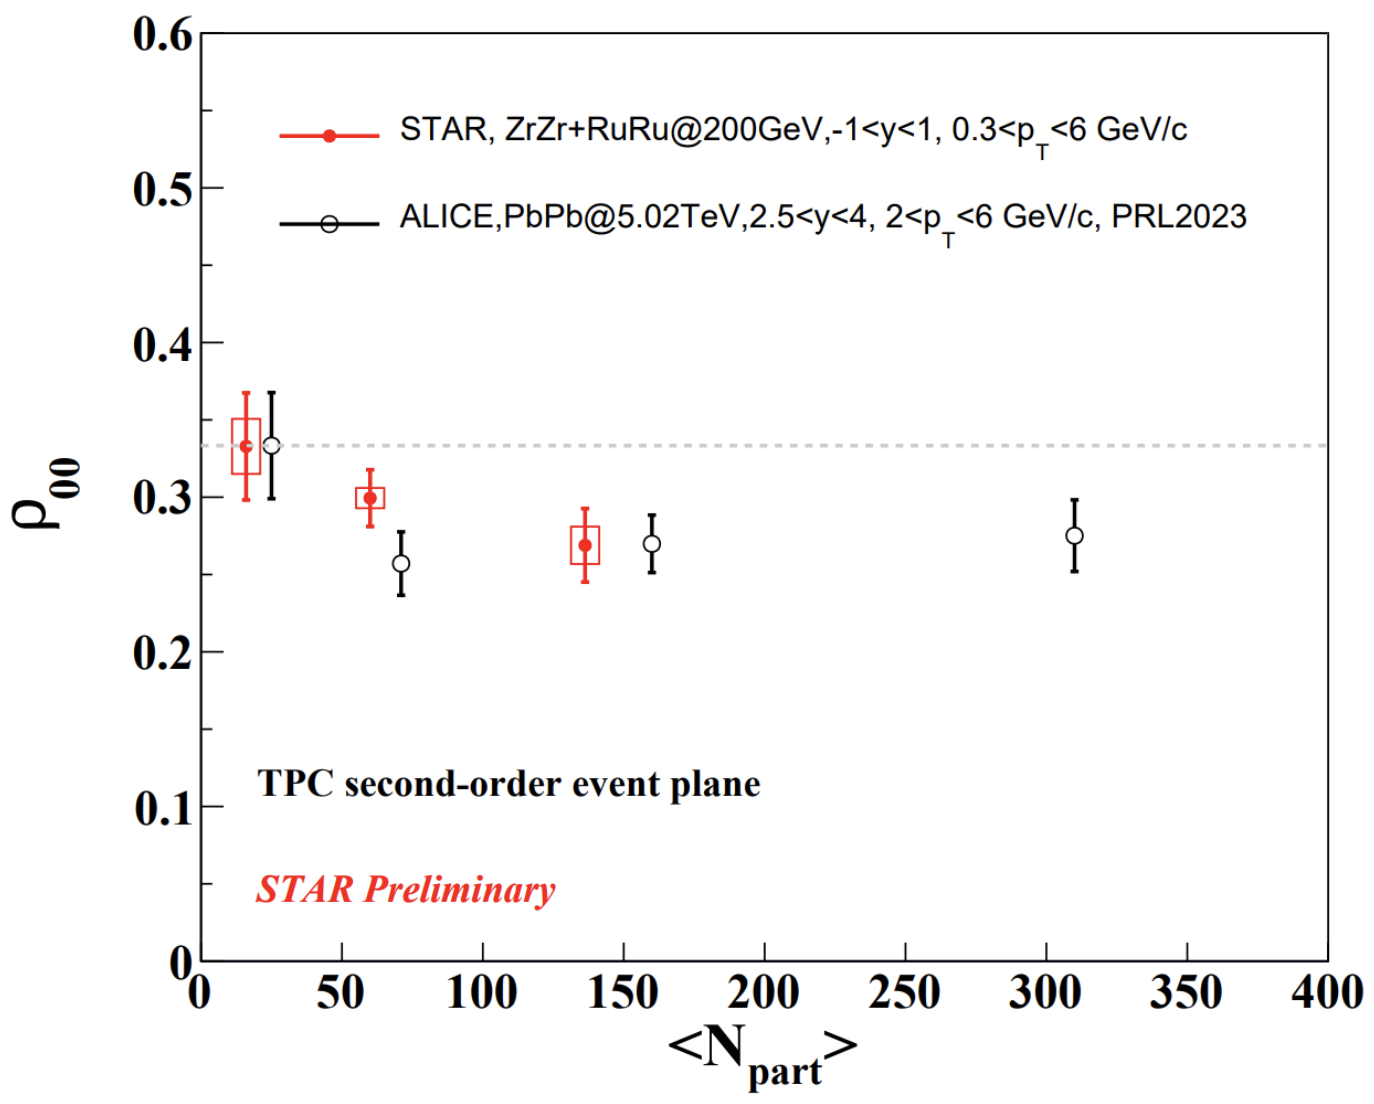 0.6
STAR, ZrZr+RuRu@200GeV,-1<y<1, 0.3<p_T<6 GeV/c
0.5
ALICE,PbPb@5.02TeV,2.5<y<4, 2<p_T<6 GeV/c, PRL2023
0.4
ρ_00
0.3
0.2
TPC second-order event plane
0.1
STAR Preliminary
0
0 50 100 150 200 250 300 350 400
<N_part>